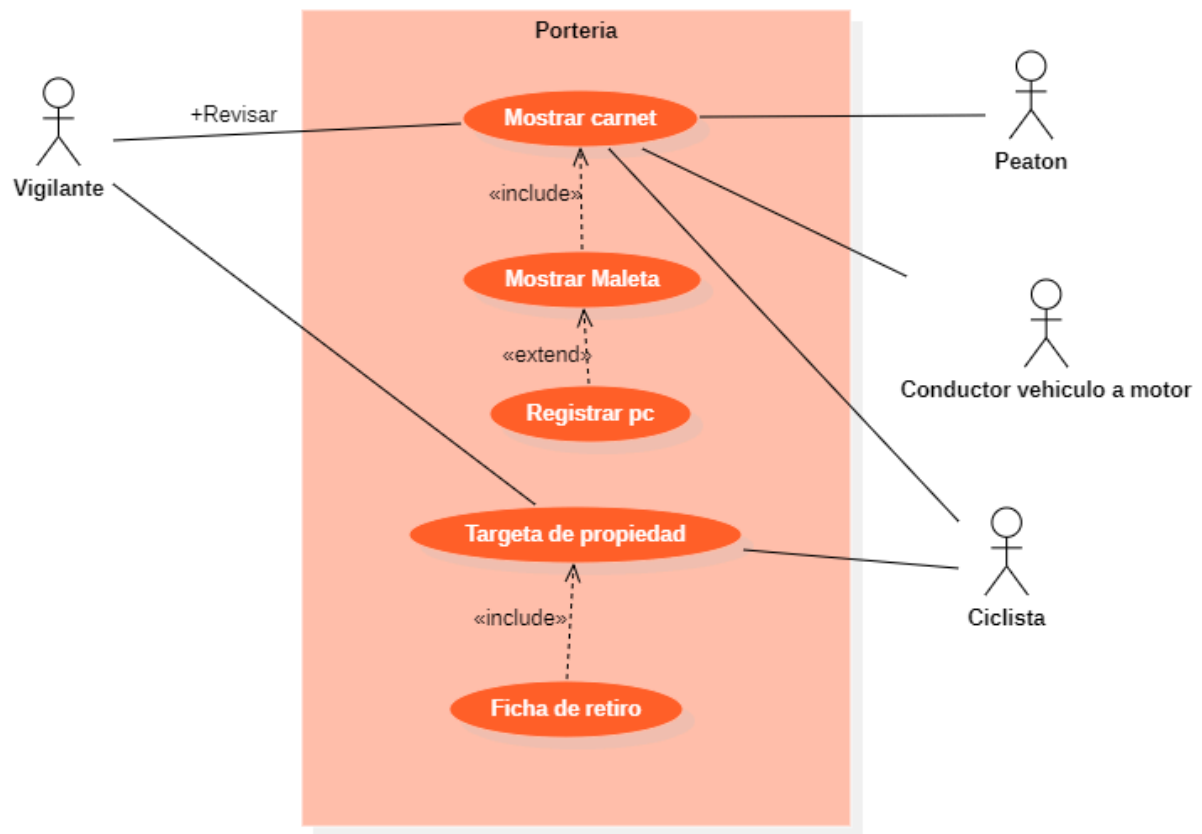 Porteria
+Revisar
Mostrar carnet
Vigilante
Peaton
«include»
Mostrar Maleta
«extend»
Conductor vehiculo a motor
Registrar pc
Targeta de propiedad
«include»
Ciclista
Ficha de retiro